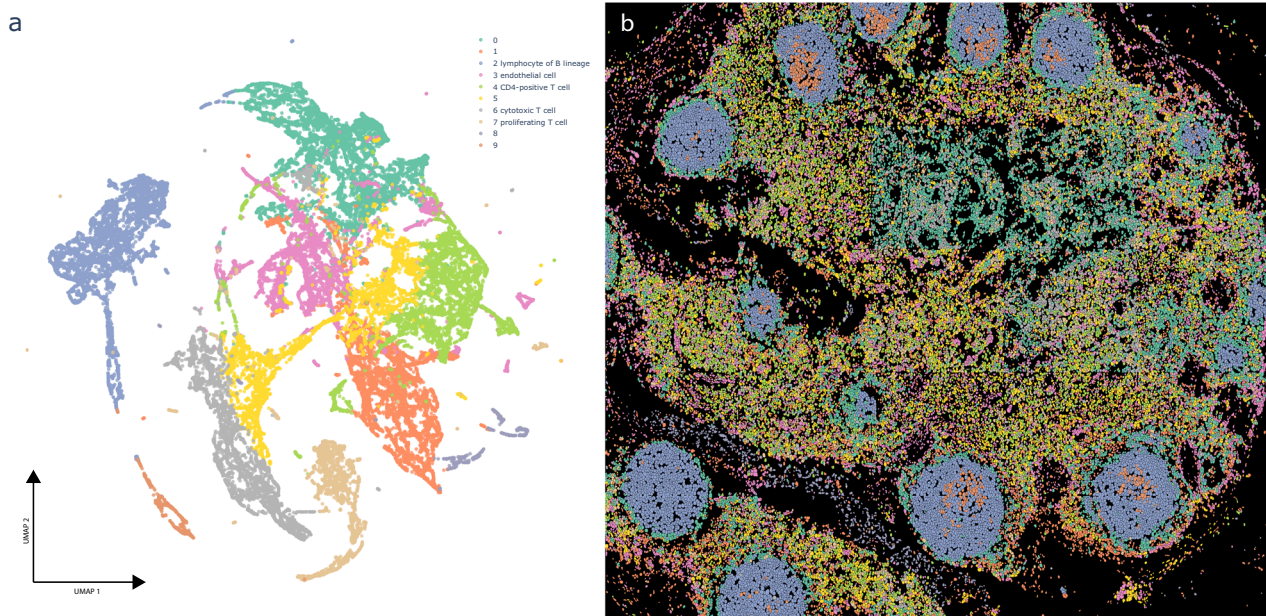 a
b
0
1
2 lymphocyte of B lineage
3 endothelial cell
4 CD4-positive T cell
5
6 cytotoxic T cell
7 proliferating T cell
8
9
UMAP 2
UMAP 1